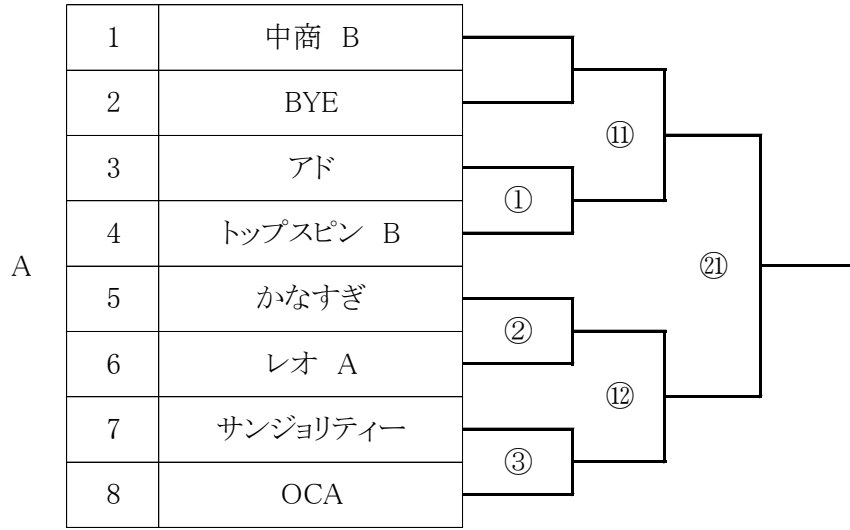 1 中商 B
2 BYE
⑪
3 アド
①
4 トップスピン B
A
㉑
5 かなすぎ
②
6 レオ A
⑫
7 サンジョリティー
③
8 OCA